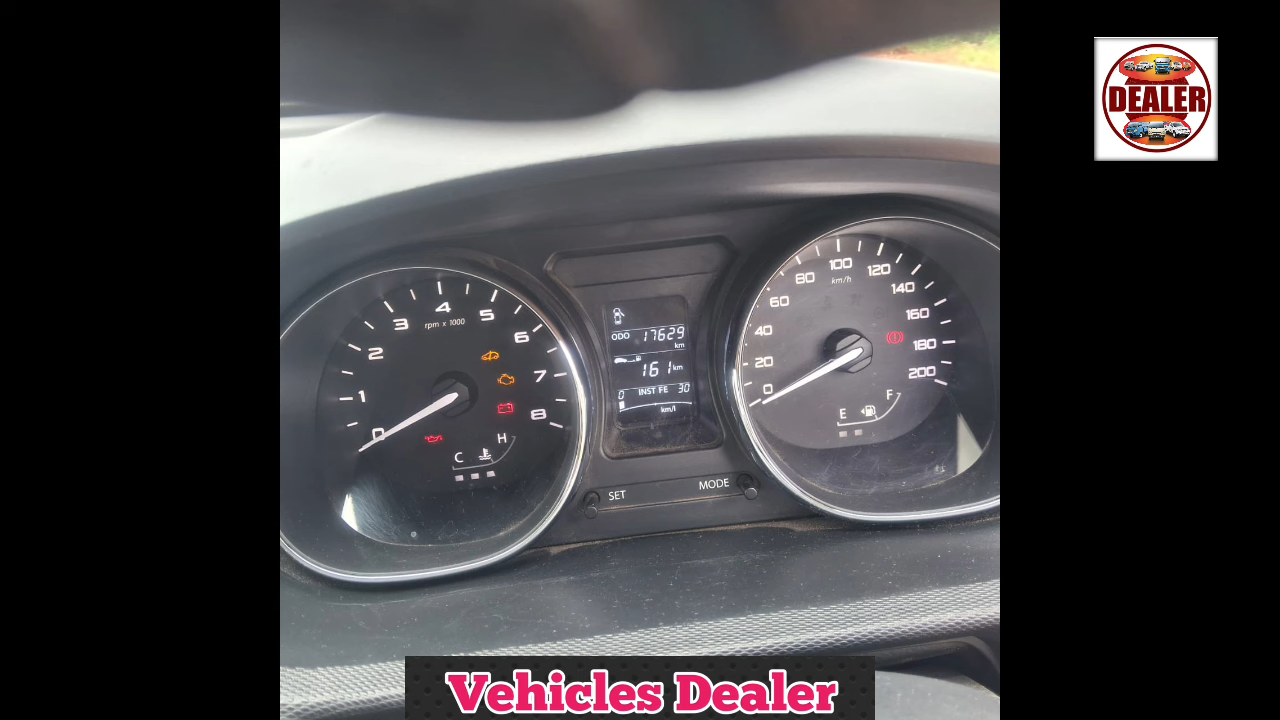 DEALER
4
3
5
rpm x 1000
2
6
1
7
0
8
C
H
ODO 17629
km
161 km
0 INST FE 30
km/l
SET
MODE
100
80
120
km/h
60
140
40
160
20
180
0
200
E
F
Vehicles Dealer